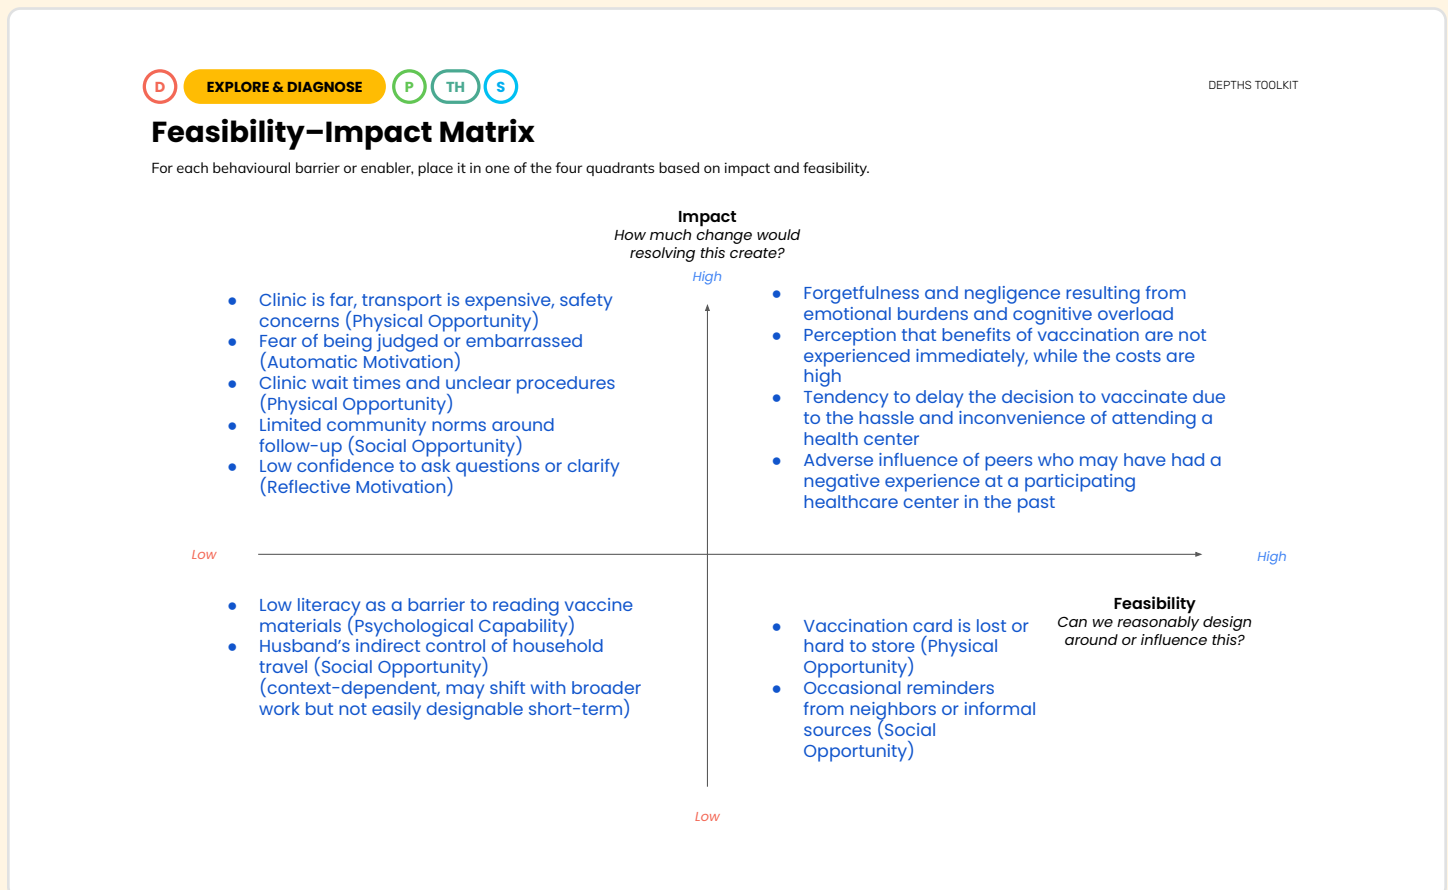 D EXPLORE & DIAGNOSE P TH S
DEPTHS TOOLKIT
Feasibility–Impact Matrix
For each behavioural barrier or enabler, place it in one of the four quadrants based on impact and feasibility.
Impact
How much change would
resolving this create?
High
● Clinic is far, transport is expensive, safety
concerns (Physical Opportunity)
● Fear of being judged or embarrassed
(Automatic Motivation)
● Clinic wait times and unclear procedures
(Physical Opportunity)
● Limited community norms around
follow-up (Social Opportunity)
● Low confidence to ask questions or clarify
(Reflective Motivation)
● Forgetfulness and negligence resulting from
emotional burdens and cognitive overload
● Perception that benefits of vaccination are not
experienced immediately, while the costs are
high
● Tendency to delay the decision to vaccinate due
to the hassle and inconvenience of attending a
health center
● Adverse influence of peers who may have had a
negative experience at a participating
healthcare center in the past
Low
High
● Low literacy as a barrier to reading vaccine
materials (Psychological Capability)
● Husband’s indirect control of household
travel (Social Opportunity)
(context-dependent, may shift with broader
work but not easily designable short-term)
● Vaccination card is lost or
hard to store (Physical
Opportunity)
● Occasional reminders
from neighbors or informal
sources (Social
Opportunity)
Feasibility
Can we reasonably design
around or influence this?
Low